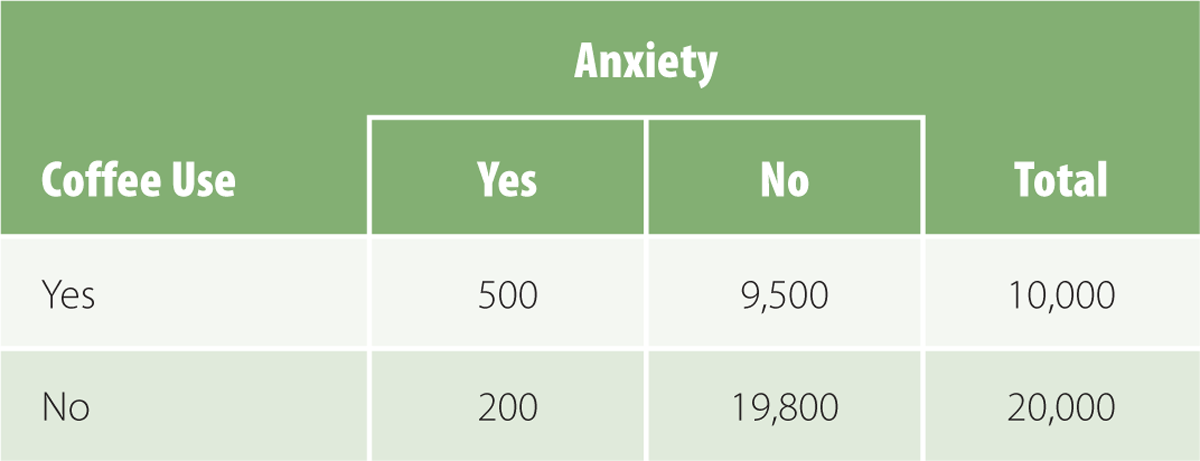 Anxiety
Coffee Use Yes No Total
Yes 500 9,500 10,000
No 200 19,800 20,000